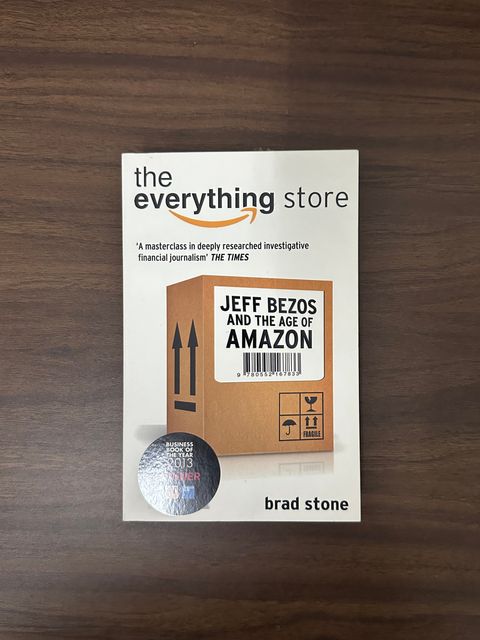 the
everything store
'A masterclass in deeply researched investigative
financial journalism' THE TIMES
JEFF BEZOS
AND THE AGE OF
AMAZON
9 780552 167833
FRAGILE
BUSINESS
BOOK OF
THE YEAR
2013
brad stone